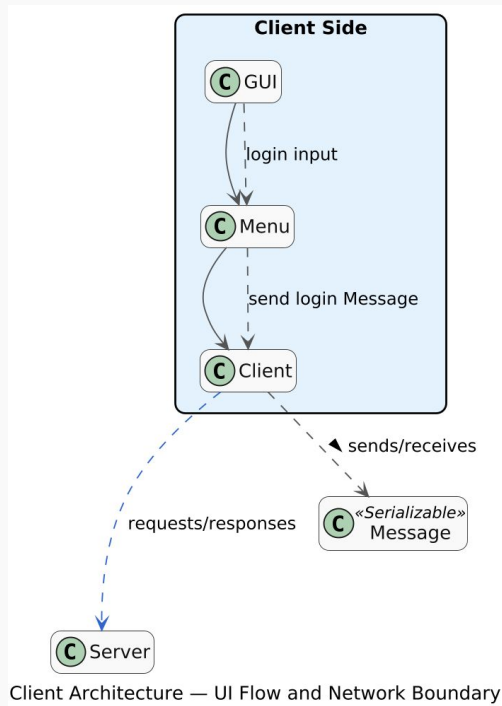 Client Side
C GUI
login input
C Menu
send login Message
C Client
sends/receives
C «Serializable»
Message
requests/responses
C Server
Client Architecture — UI Flow and Network Boundary